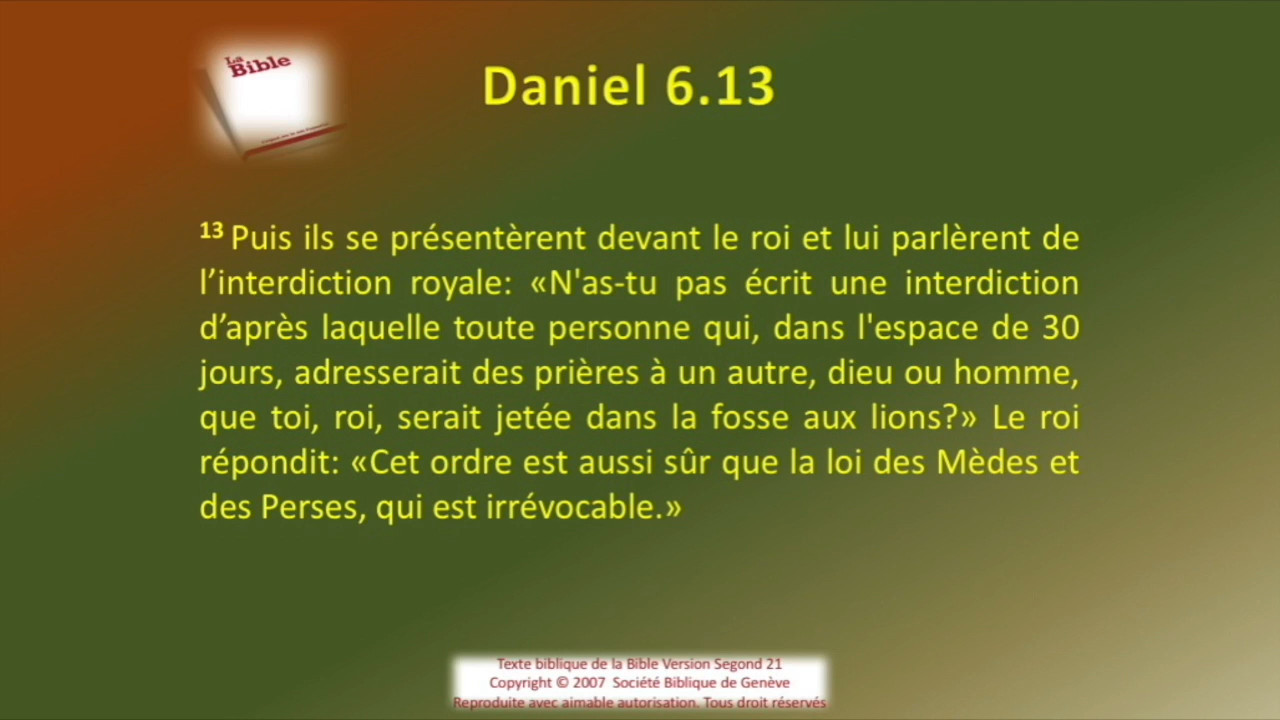 La
Bible
Daniel 6.13
13 Puis ils se présentèrent devant le roi et lui parlèrent de
l’interdiction royale: «N'as-tu pas écrit une interdiction
d’après laquelle toute personne qui, dans l'espace de 30
jours, adresserait des prières à un autre, dieu ou homme,
que toi, roi, serait jetée dans la fosse aux lions?» Le roi
répondit: «Cet ordre est aussi sûr que la loi des Mèdes et
des Perses, qui est irrévocable.»
Texte biblique de la Bible Version Segond 21
Copyright © 2007 Société Biblique de Genève
Reproduite avec aimable autorisation. Tous droit réservés